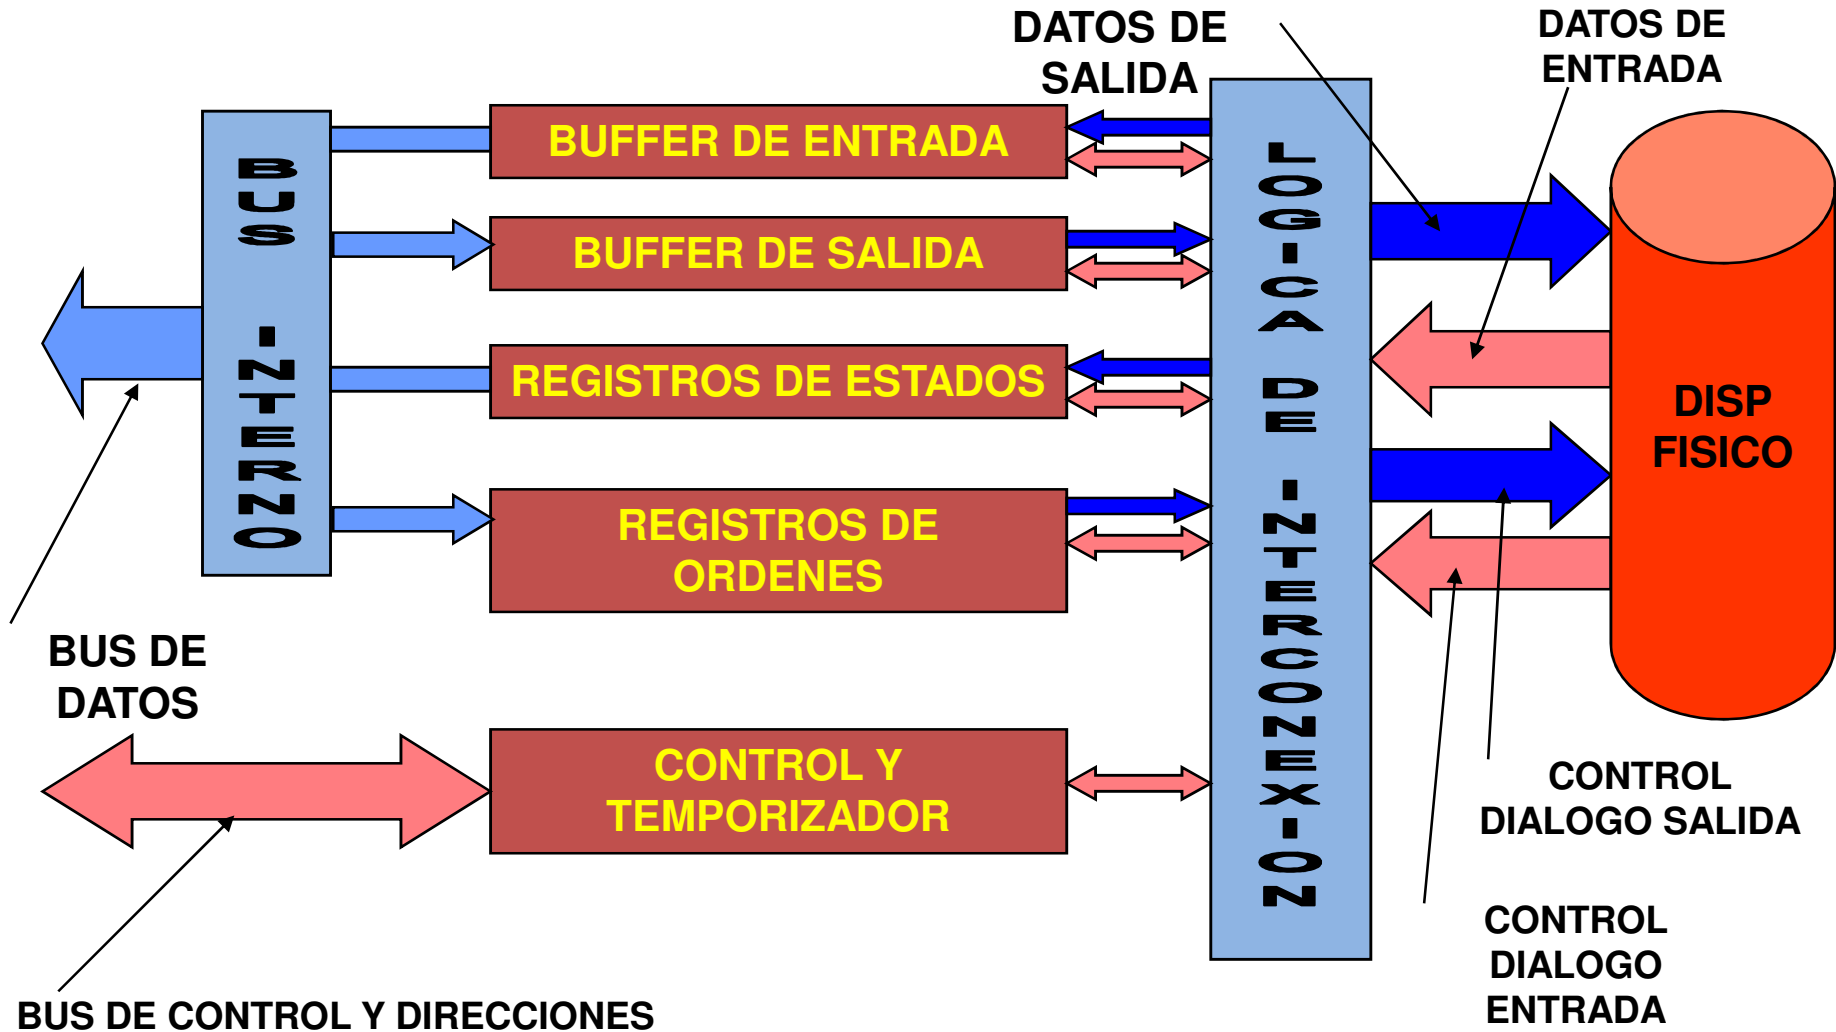 DATOS DE
SALIDA
DATOS DE
ENTRADA
BUS INTERNO
BUFFER DE ENTRADA
BUFFER DE SALIDA
REGISTROS DE ESTADOS
REGISTROS DE
ORDENES
CONTROL Y
TEMPORIZADOR
LOGICA DE INTERCONEXION
DISP
FISICO
BUS DE
DATOS
CONTROL
DIALOGO SALIDA
CONTROL
DIALOGO
ENTRADA
BUS DE CONTROL Y DIRECCIONES